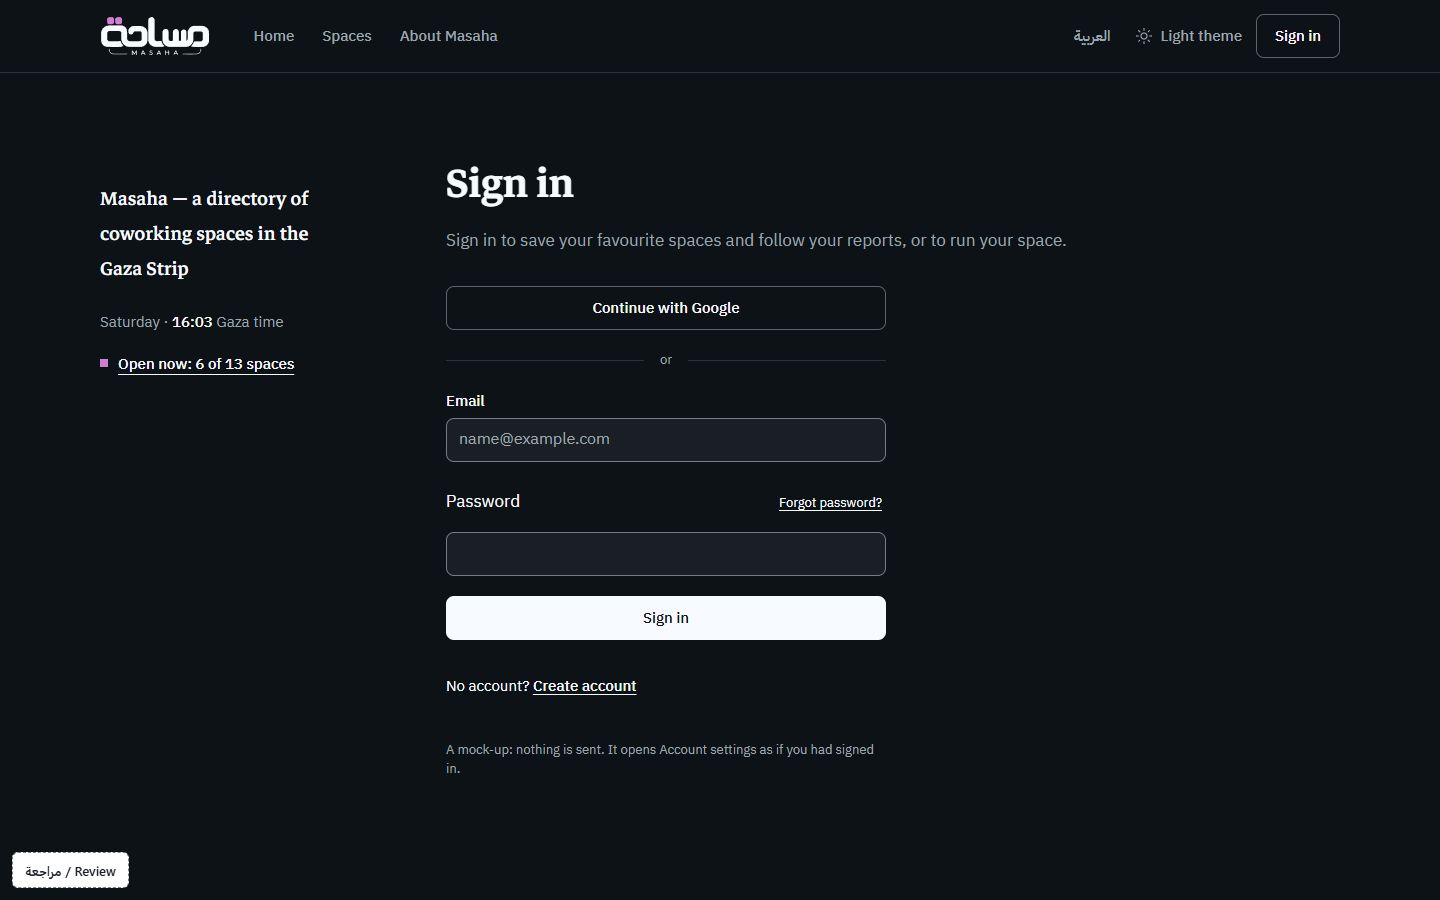 مساحة
MASAHA
Home
Spaces
About Masaha
العربية
Light theme
Sign in
Masaha — a directory of
coworking spaces in the
Gaza Strip
Saturday · 16:03 Gaza time
Open now: 6 of 13 spaces
Sign in
Sign in to save your favourite spaces and follow your reports, or to run your space.
Continue with Google
or
Email
name@example.com
Password
Forgot password?
Sign in
No account? Create account
A mock-up: nothing is sent. It opens Account settings as if you had signed
in.
مراجعة / Review